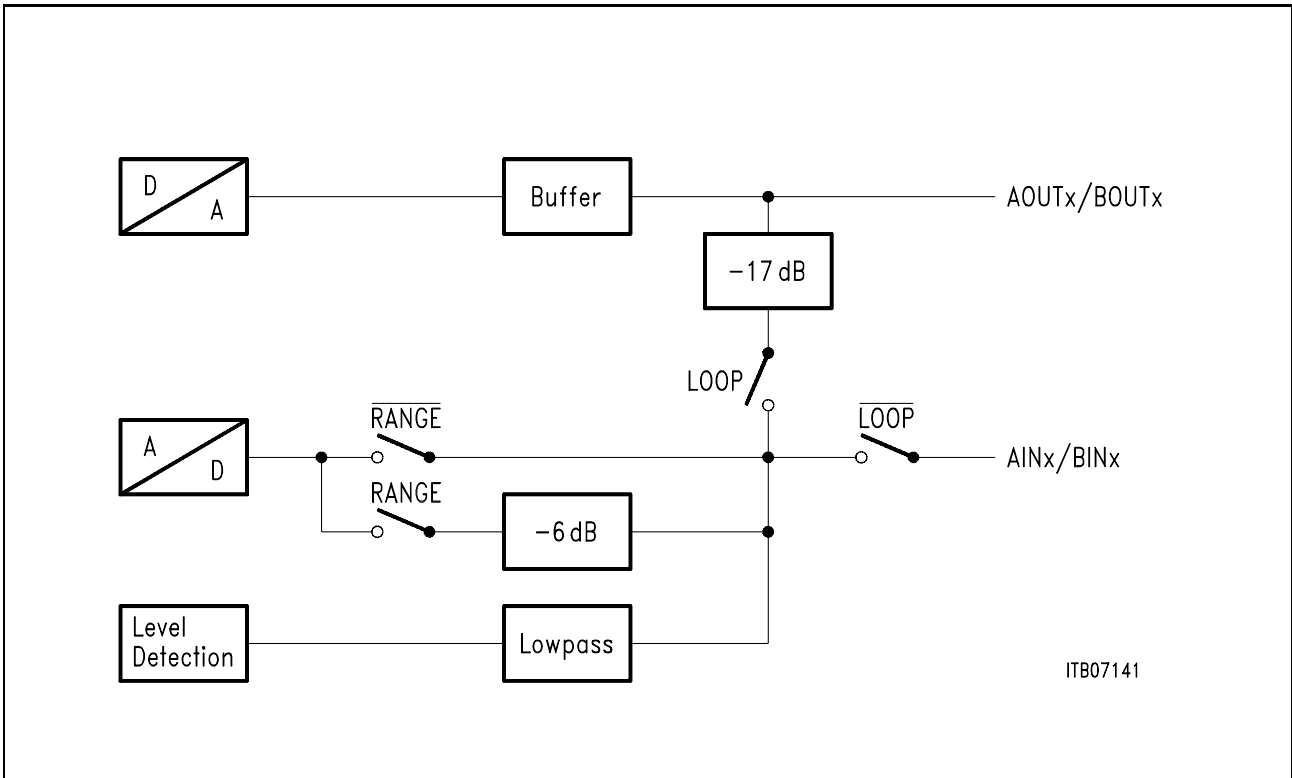 D
A
Buffer
AOUTx/BOUTx
-17 dB
LOOP
A
D
RANGE
LOOP
AINx/BINx
RANGE
-6 dB
Level
Detection
Lowpass
ITB07141